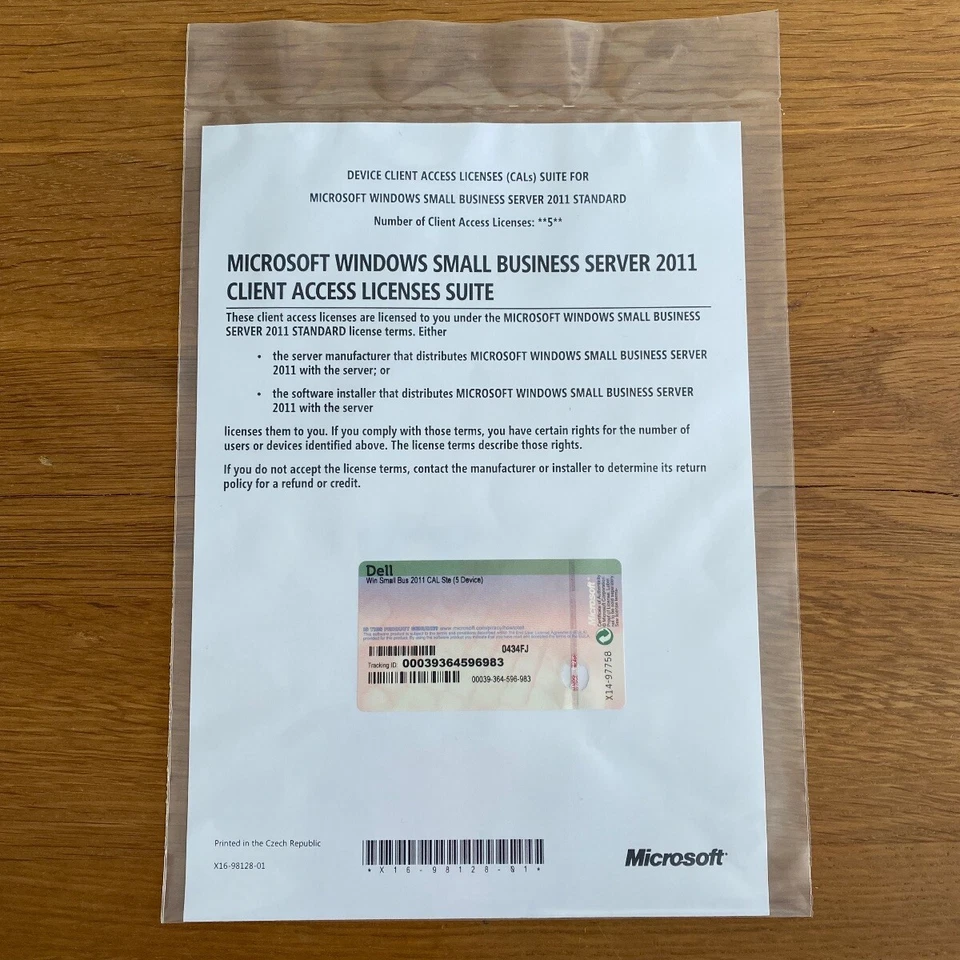 DEVICE CLIENT ACCESS LICENSES (CALs) SUITE FOR
MICROSOFT WINDOWS SMALL BUSINESS SERVER 2011 STANDARD
Number of Client Access Licenses: **5**
MICROSOFT WINDOWS SMALL BUSINESS SERVER 2011
CLIENT ACCESS LICENSES SUITE
These client access licenses are licensed to you under the MICROSOFT WINDOWS SMALL BUSINESS
SERVER 2011 STANDARD license terms. Either
• the server manufacturer that distributes MICROSOFT WINDOWS SMALL BUSINESS SERVER
2011 with the server; or
• the software installer that distributes MICROSOFT WINDOWS SMALL BUSINESS SERVER
2011 with the server
licenses them to you. If you comply with those terms, you have certain rights for the number of
users or devices identified above. The license terms describe those rights.
If you do not accept the license terms, contact the manufacturer or installer to determine its return
policy for a refund or credit.
Dell
Win Small Bus 2011 CAL Ste (5 Device)
0434FJ
Tracking ID 00039364596983
00039-364-596-983
Microsoft
Certificate of Authenticity
X14-97758
Printed in the Czech Republic
X16-98128-01
*X16-98128-01*
Microsoft